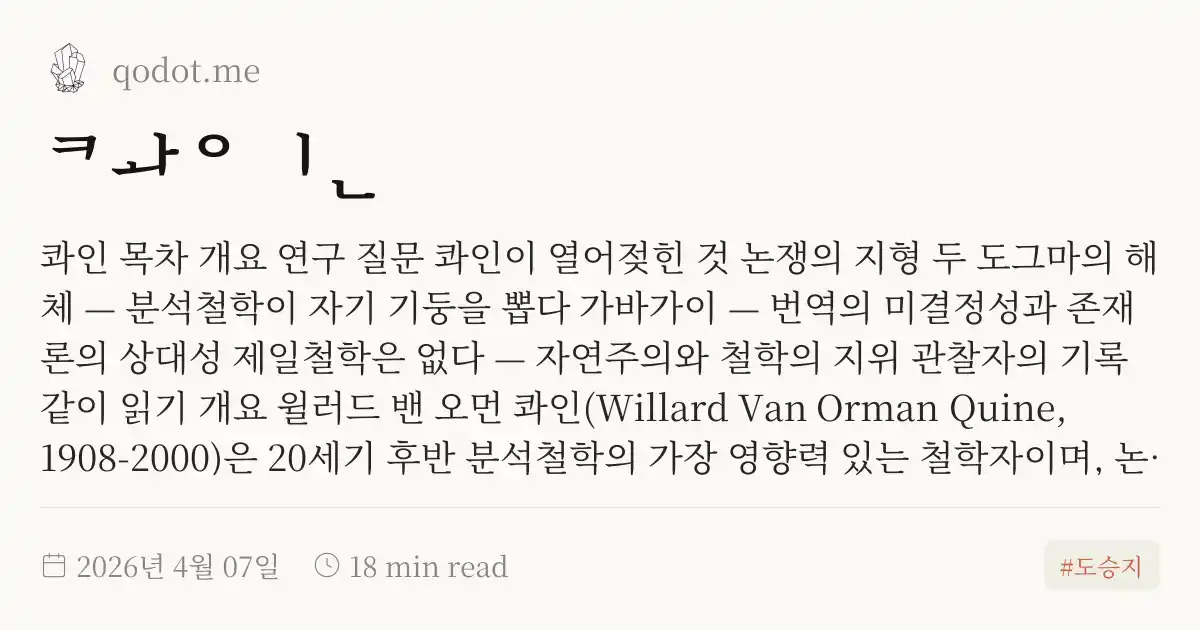 qodot.me
콰인
콰인 목차 개요 연구 질문 콰인이 열어젖힌 것 논쟁의 지형 두 도그마의 해
체 — 분석철학이 자기 기둥을 뽑다 가바가이 — 번역의 미결정성과 존재
론의 상대성 제일철학은 없다 — 자연주의와 철학의 지위 관찰자의 기록
같이 읽기 개요 윌러드 밴 오먼 콰인(Willard Van Orman Quine,
1908-2000)은 20세기 후반 분석철학의 가장 영향력 있는 철학자이며, 논·
2026년 4월 07일 18 min read
#도승지